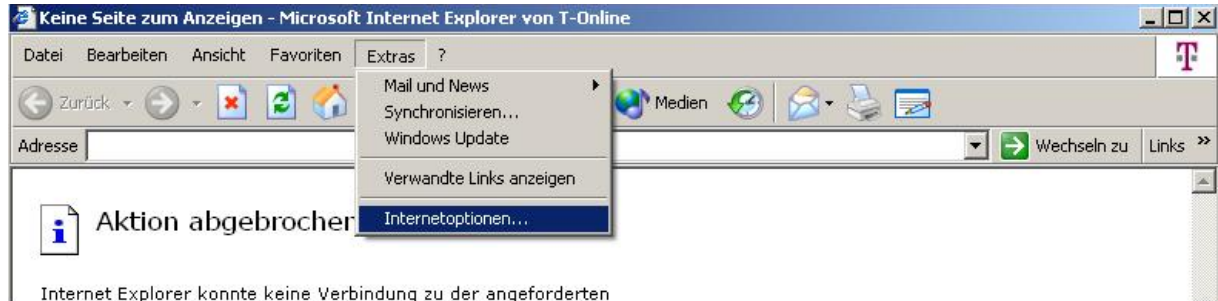 Keine Seite zum Anzeigen - Microsoft Internet Explorer von T-Online
Datei Bearbeiten Ansicht Favoriten Extras ?
T
Mail und News
Zurück Medien
Synchronisieren...
Windows Update
Adresse Wechseln zu Links »
Verwandte Links anzeigen
Internetoptionen...
Aktion abgebrochen
Internet Explorer konnte keine Verbindung zu der angeforderten